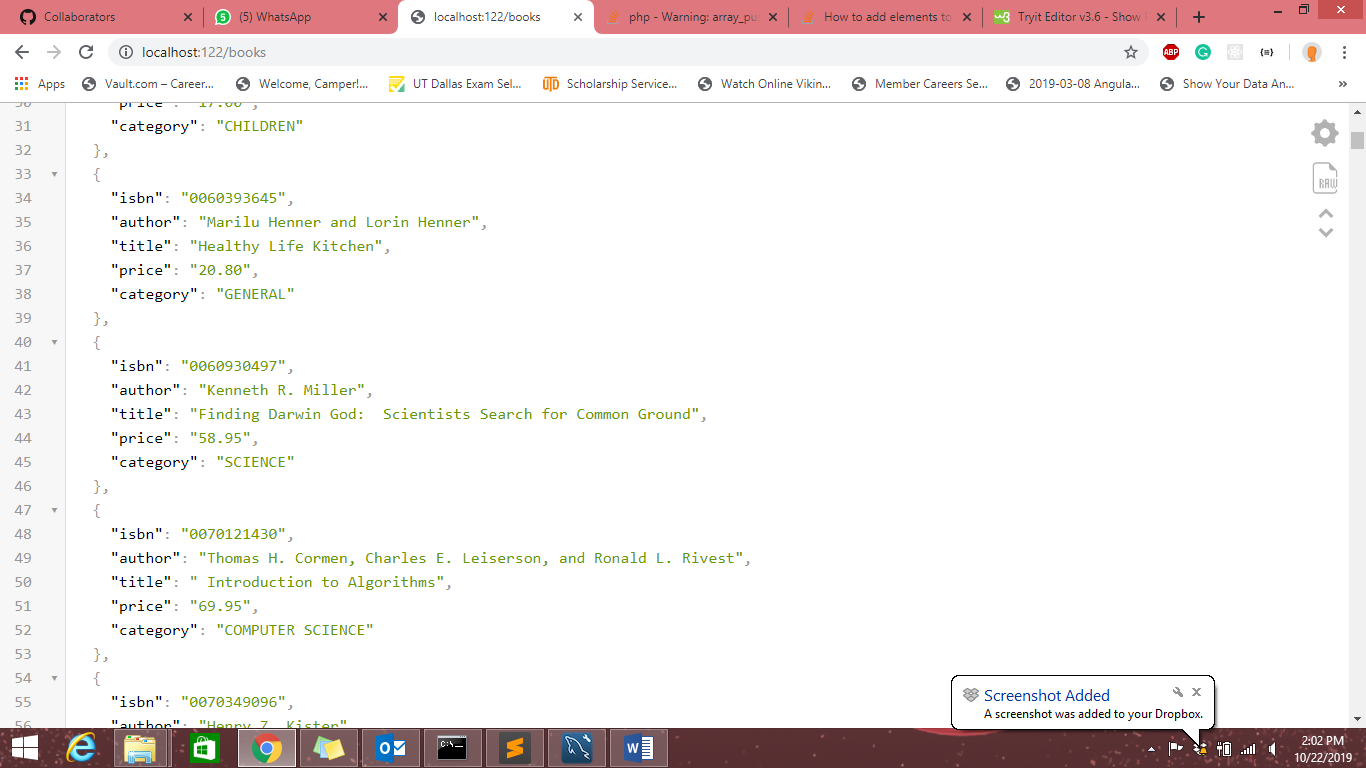 Collaborators
(5) WhatsApp
localhost:122/books
php - Warning: array_pu
How to add elements to
Tryit Editor v3.6 - Show
localhost:122/books
ABP
Apps
Vault.com – Career...
Welcome, Camper!...
UT Dallas Exam Sel...
Scholarship Service...
Watch Online Vikin...
Member Careers Se...
2019-03-08 Angula...
Show Your Data An...
»
30 "price": "17.00",
31 "category": "CHILDREN"
32 },
33 {
34 "isbn": "0060393645",
35 "author": "Marilu Henner and Lorin Henner",
36 "title": "Healthy Life Kitchen",
37 "price": "20.80",
38 "category": "GENERAL"
39 },
40 {
41 "isbn": "0060930497",
42 "author": "Kenneth R. Miller",
43 "title": "Finding Darwin God:  Scientists Search for Common Ground",
44 "price": "58.95",
45 "category": "SCIENCE"
46 },
47 {
48 "isbn": "0070121430",
49 "author": "Thomas H. Cormen, Charles E. Leiserson, and Ronald L. Rivest",
50 "title": " Introduction to Algorithms",
51 "price": "69.95",
52 "category": "COMPUTER SCIENCE"
53 },
54 {
55 "isbn": "0070349096",
56 "author": "Henry Z. Kister"
RAW
Screenshot Added
A screenshot was added to your Dropbox.
2:02 PM
10/22/2019